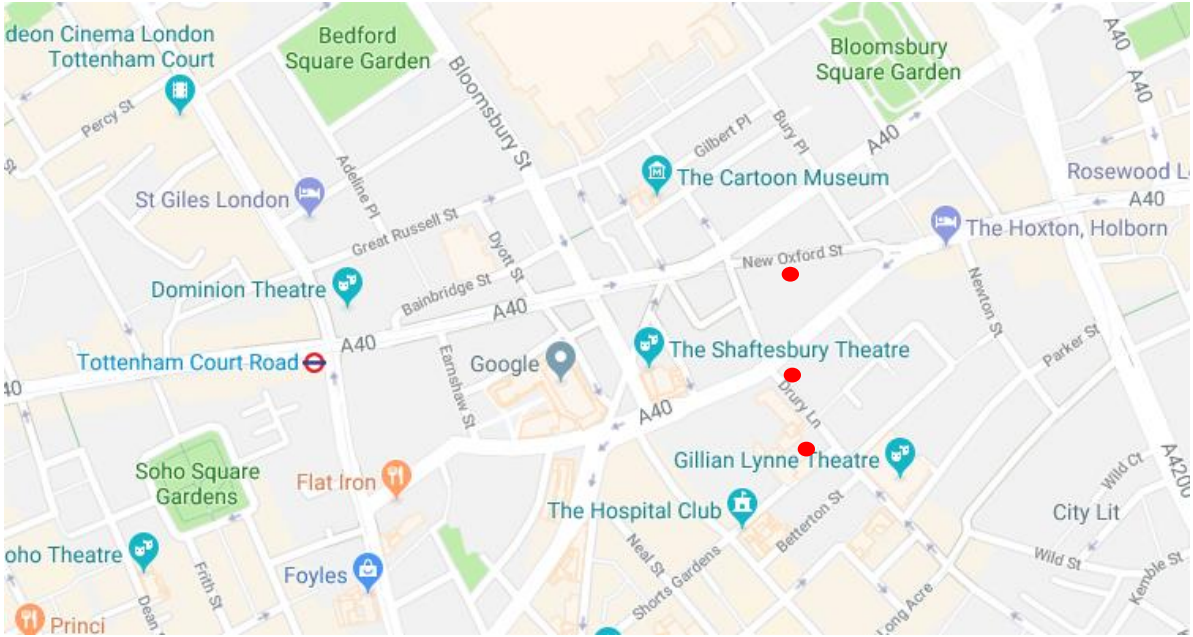 deon Cinema London
Tottenham Court
Bedford
Square Garden
Bloomsbury St
Bloomsbury
Square Garden
A40
A40
Percy St
St
Gilbert Pl
Bury Pl
A40
Adeline Pl
The Cartoon Museum
Rosewood L
A40
St Giles London
Great Russell St
Dyott St
The Hoxton, Holborn
New Oxford St
Dominion Theatre
Bainbridge St
A40
Newton St
Tottenham Court Road
A40
Earnshaw St
Google
The Shaftesbury Theatre
Parker St
40
A40
Drury Ln
Soho Square
Gardens
Flat Iron
Gillian Lynne Theatre
Wild Ct
A4200
The Hospital Club
Betterton St
City Lit
oho Theatre
Foyles
Frith St
Neal St
Shorts Gardens
Wild St
Kemble St
Dean
Long Acre
Princi